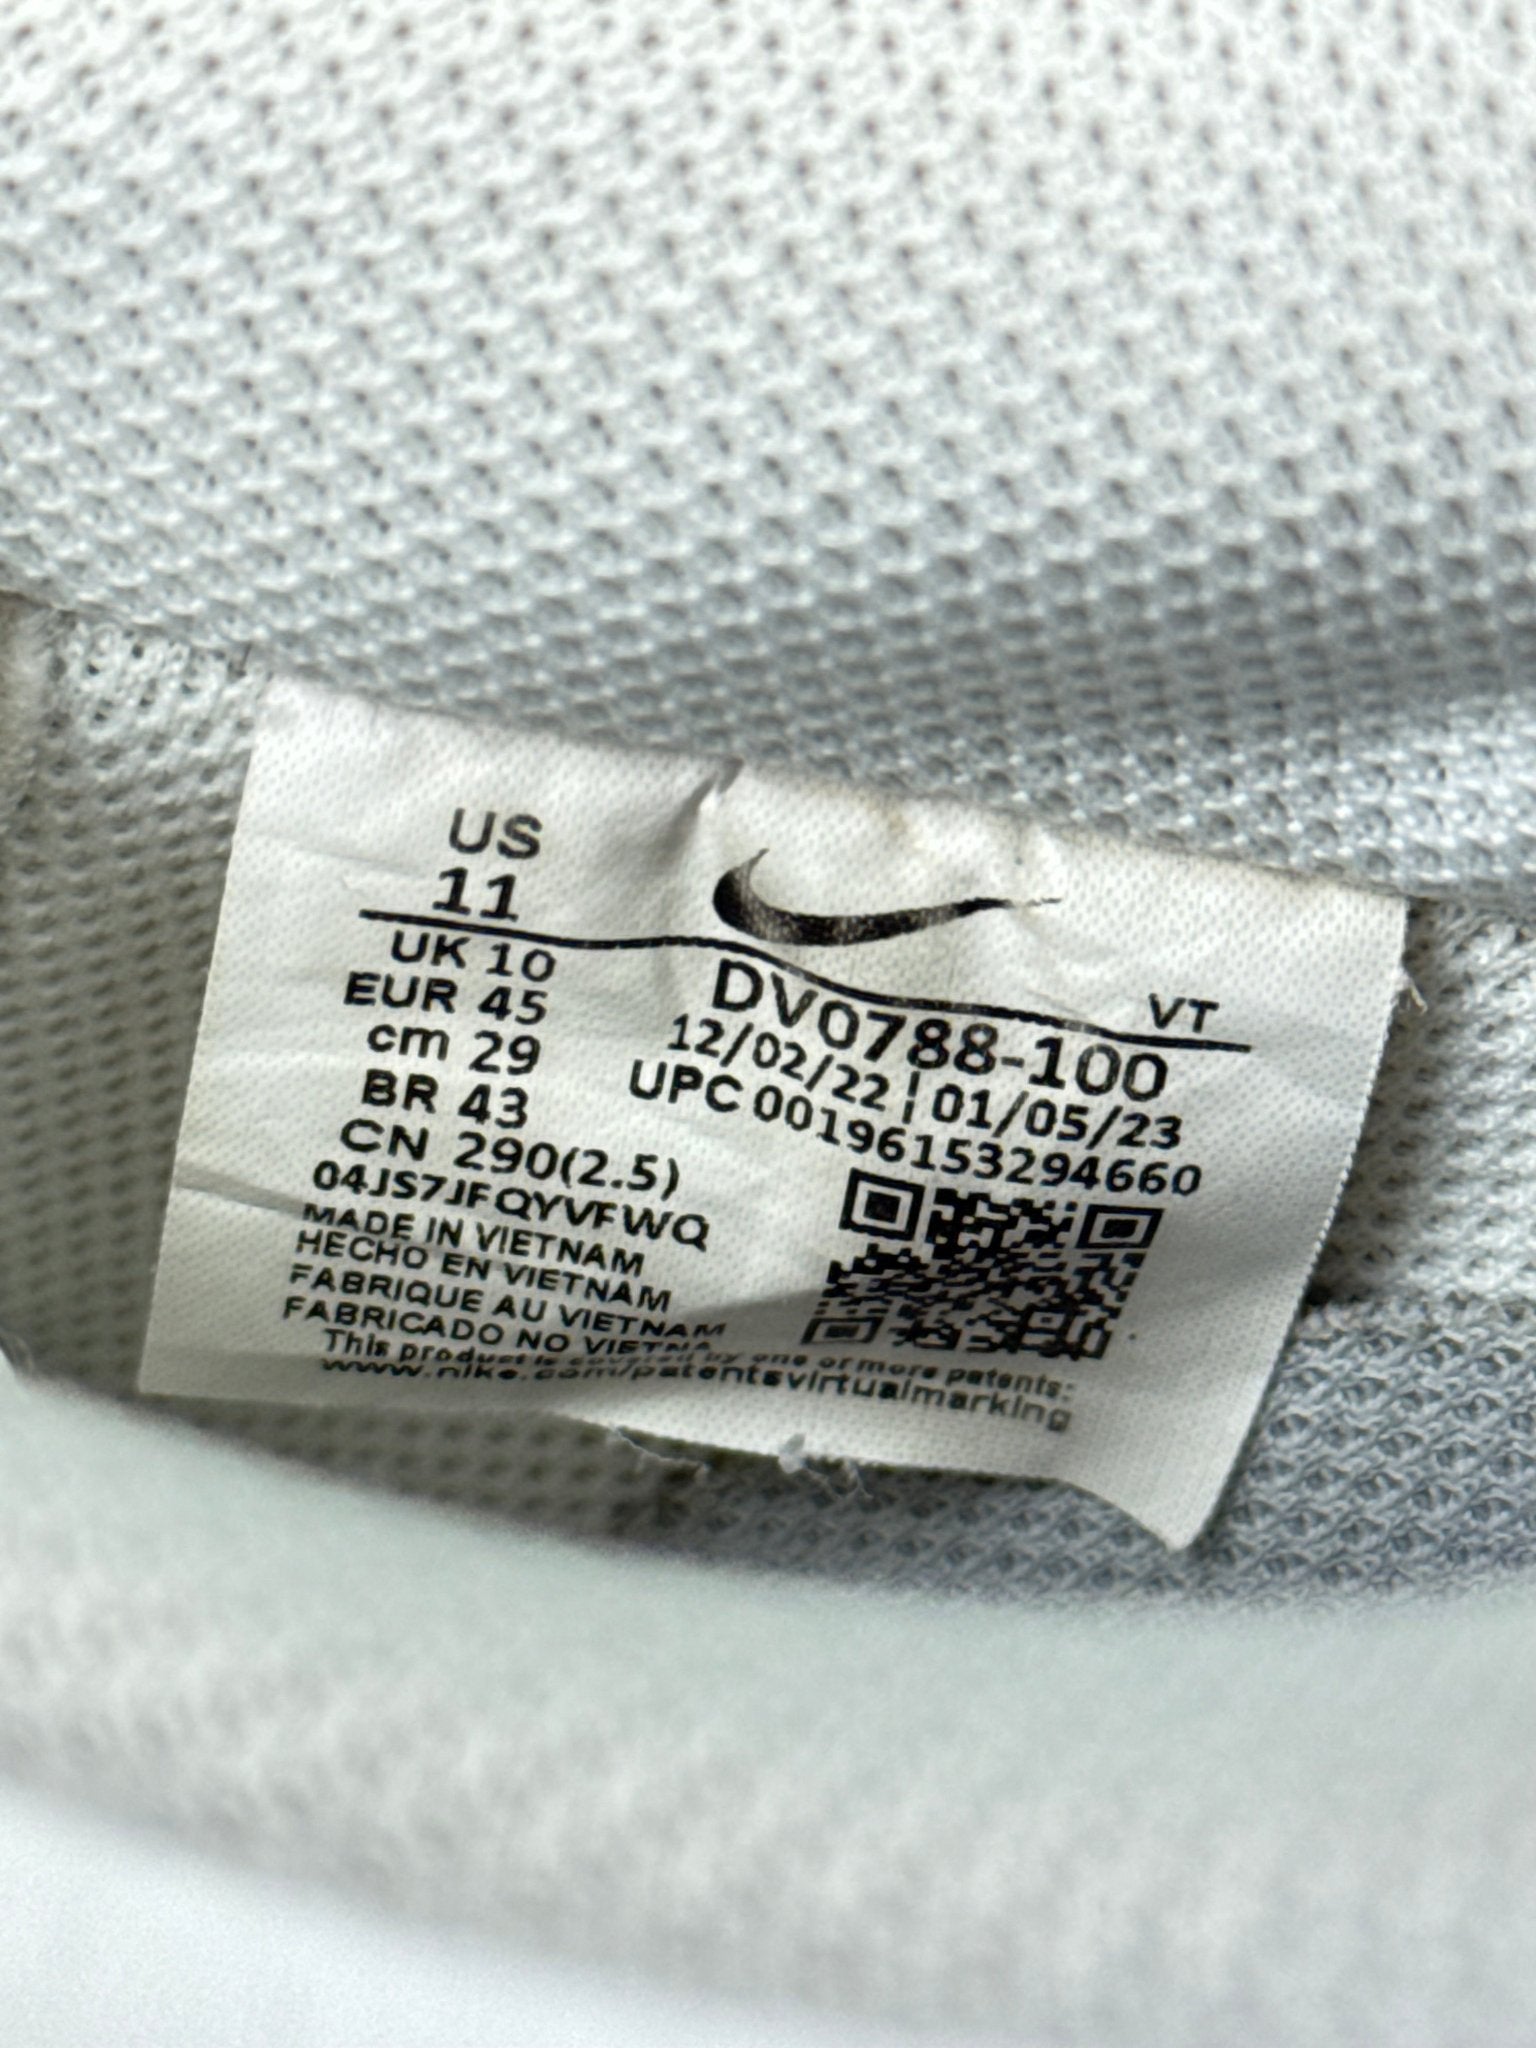 US
11
UK 10
EUR 45
cm 29
BR 43
CN 290(2.5)
04JS7JFQYVFWQ
MADE IN VIETNAM
HECHO EN VIETNAM
FABRIQUE AU VIETNAM
FABRICADO NO VIETNA
This product is covered by one or more patents:
www.nike.com/patentsvirtualmarking
VT
DV0788-100
12/02/22 | 01/05/23
UPC 00196153294660